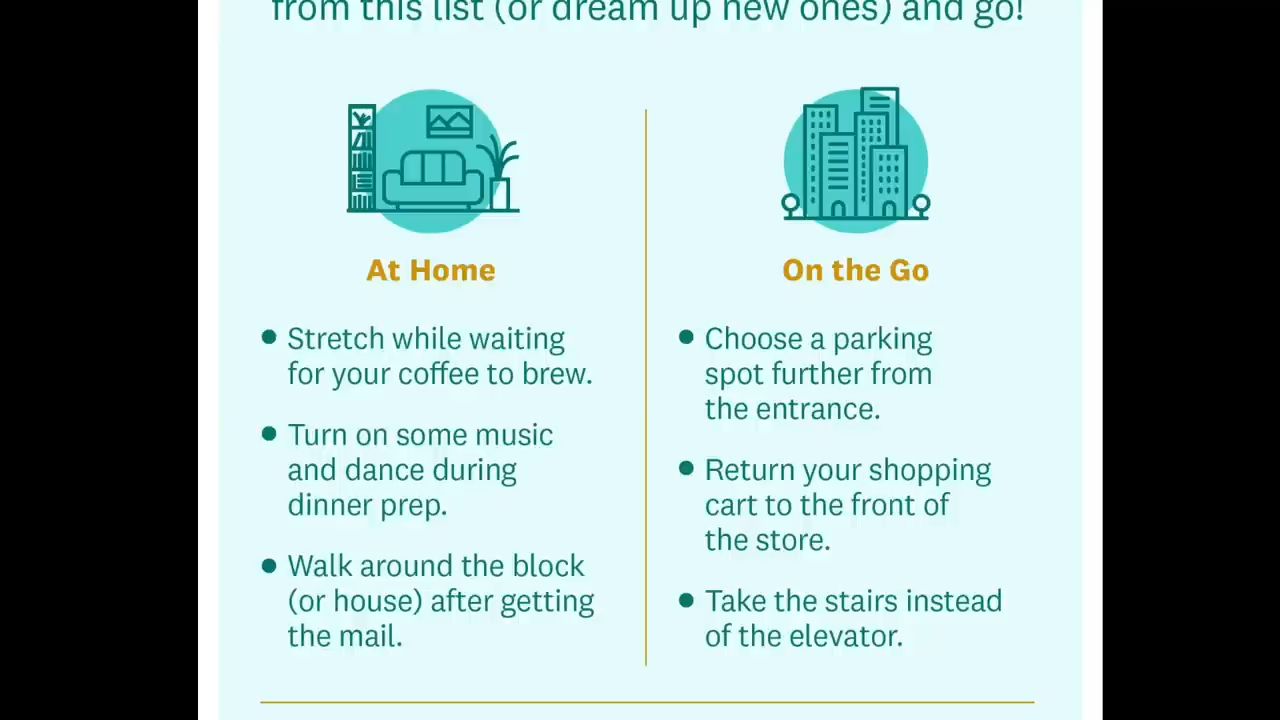 from this list (or dream up new ones) and go!
At Home
Stretch while waiting
for your coffee to brew.
Turn on some music
and dance during
dinner prep.
Walk around the block
(or house) after getting
the mail.
On the Go
Choose a parking
spot further from
the entrance.
Return your shopping
cart to the front of
the store.
Take the stairs instead
of the elevator.